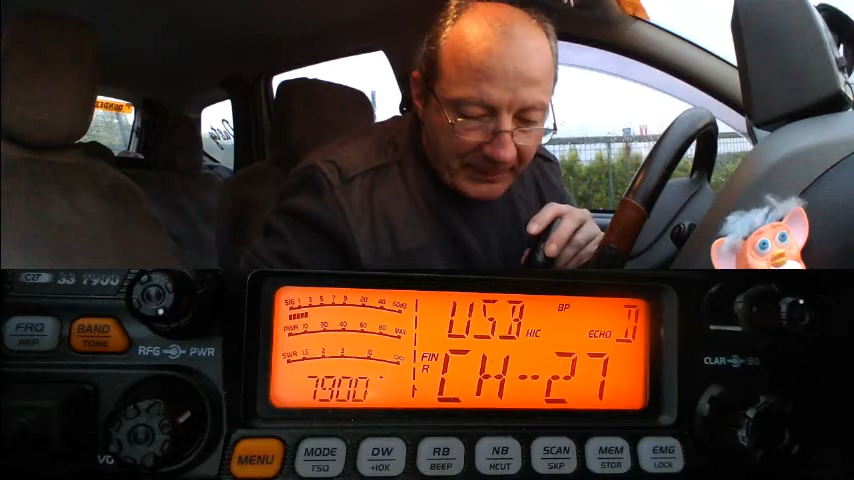 CB SS 7900
FRQ
REP
BAND
TONE
RFG PWR
VO
SIG 1 3 5 7 9 20 40 60dB
PWR 10 20 40 60 80 MAX
SWR 1.5 2 3 10 ∞
7900
USB HIC BP ECHO D
FIN
R
CH--27
CLAR SQ
MENU
MODE
TSQ
DW
+10K
RB
BEEP
NB
HCUT
SCAN
SKP
MEM
STOR
EMG
LOCK